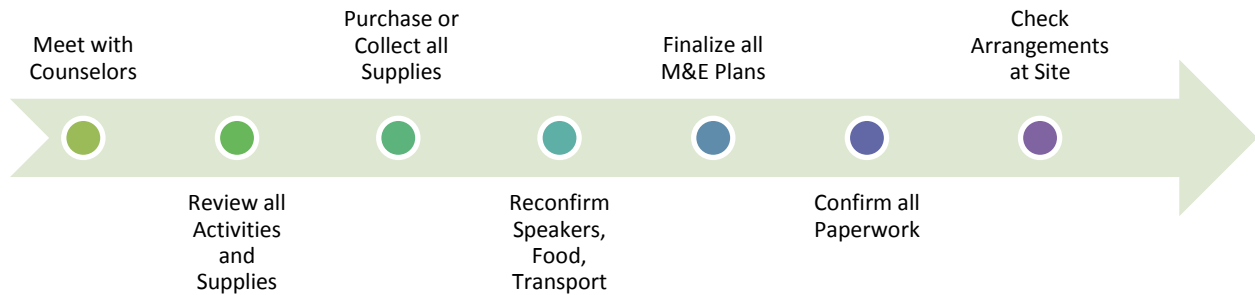 Meet with
Counselors
Review all
Activities
and
Supplies
Purchase or
Collect all
Supplies
Reconfirm
Speakers,
Food,
Transport
Finalize all
M&E Plans
Confirm all
Paperwork
Check
Arrangements
at Site